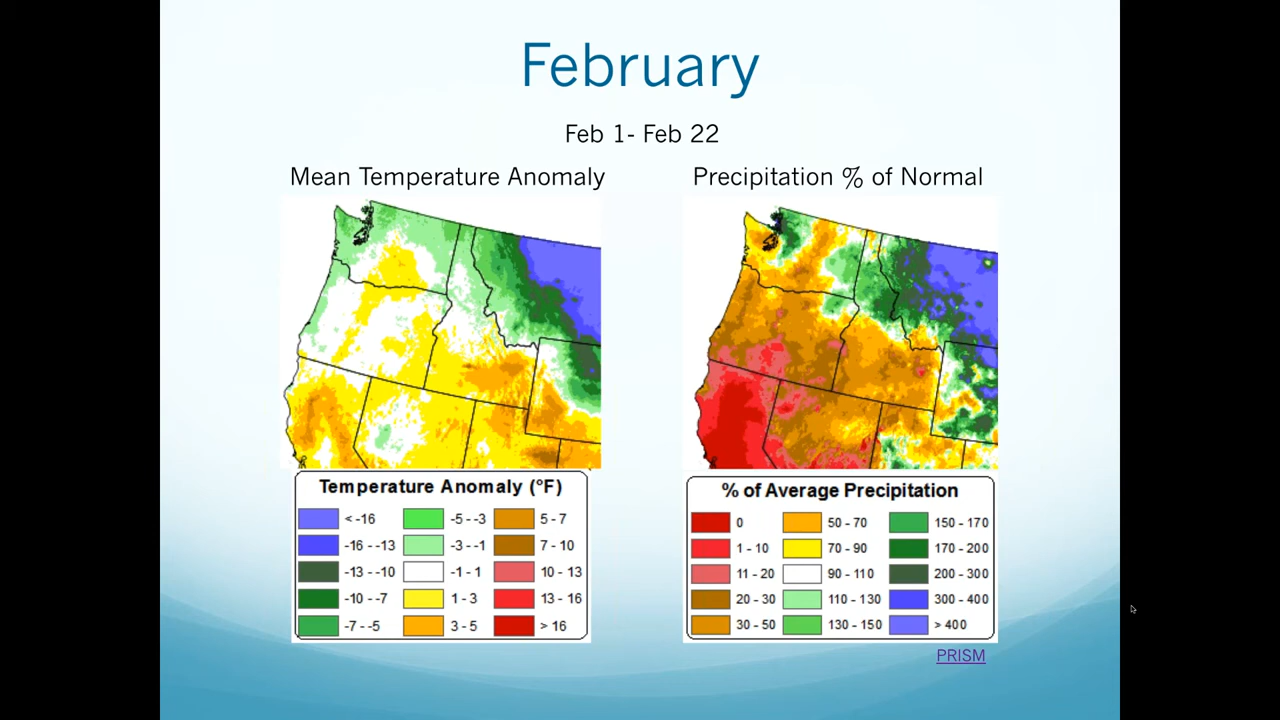 February
Feb 1- Feb 22
Mean Temperature Anomaly
Precipitation % of Normal
Temperature Anomaly (°F)
< -16
-5 - -3
5 - 7
-16 - -13
-3 - -1
7 - 10
-13 - -10
-1 - 1
10 - 13
-10 - -7
1 - 3
13 - 16
-7 - -5
3 - 5
> 16
% of Average Precipitation
0
50 - 70
150 - 170
1 - 10
70 - 90
170 - 200
11 - 20
90 - 110
200 - 300
20 - 30
110 - 130
300 - 400
30 - 50
130 - 150
> 400
PRISM